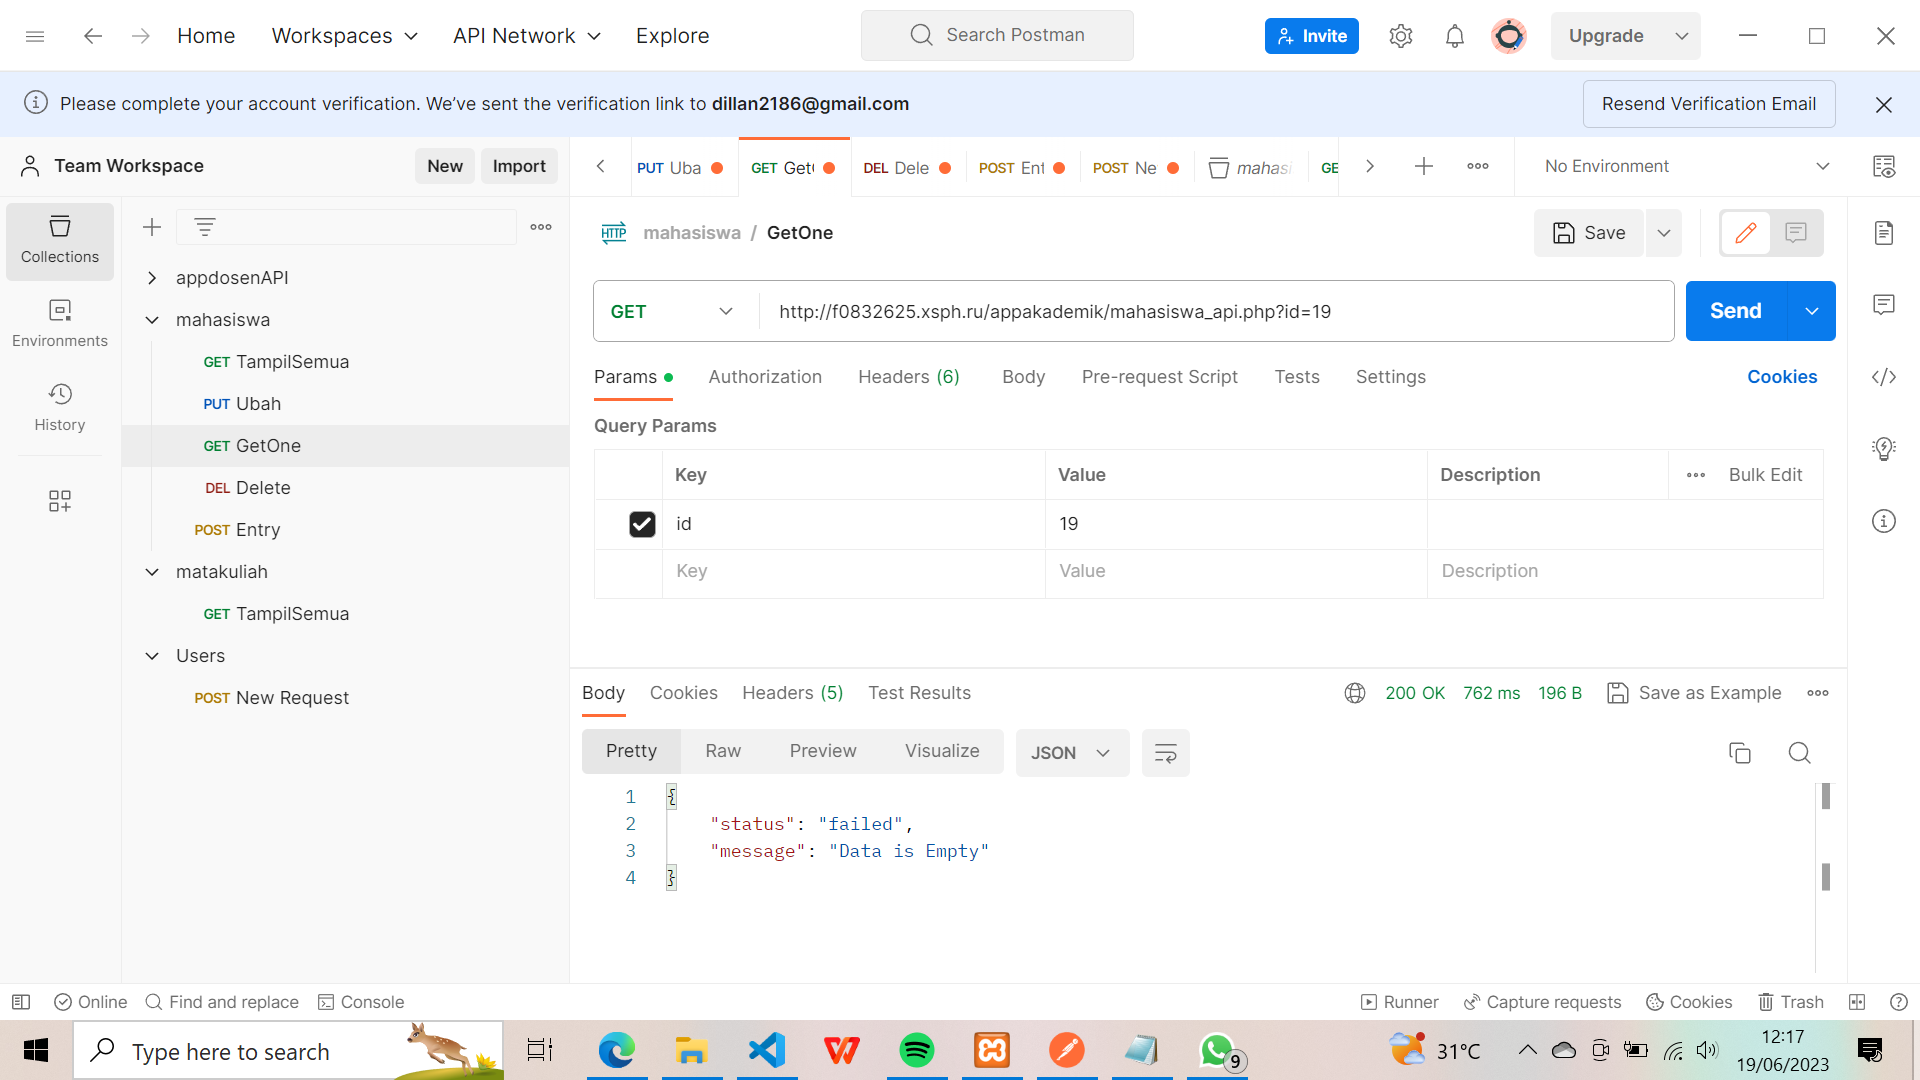 Home
Workspaces
API Network
Explore
Search Postman
Invite
Upgrade
Please complete your account verification. We’ve sent the verification link to dillan2186@gmail.com
Resend Verification Email
Team Workspace
New
Import
PUT Uba
GET Get
DEL Dele
POST Ent
POST Ne
mahasi
GE
No Environment
Collections
Environments
History
appdosenAPI
mahasiswa
GET TampilSemua
PUT Ubah
GET GetOne
DEL Delete
POST Entry
matakuliah
GET TampilSemua
Users
POST New Request
HTTP mahasiswa / GetOne
Save
GET
http://f0832625.xsph.ru/appakademik/mahasiswa_api.php?id=19
Send
Params
Authorization
Headers (6)
Body
Pre-request Script
Tests
Settings
Cookies
Query Params
Key
Value
Description
Bulk Edit
id
19
Key
Value
Description
Body
Cookies
Headers (5)
Test Results
200 OK
762 ms
196 B
Save as Example
Pretty
Raw
Preview
Visualize
JSON
1 {
2 "status": "failed",
3 "message": "Data is Empty"
4 }
Online
Find and replace
Console
Runner
Capture requests
Cookies
Trash
Type here to search
9
31°C
12:17
19/06/2023